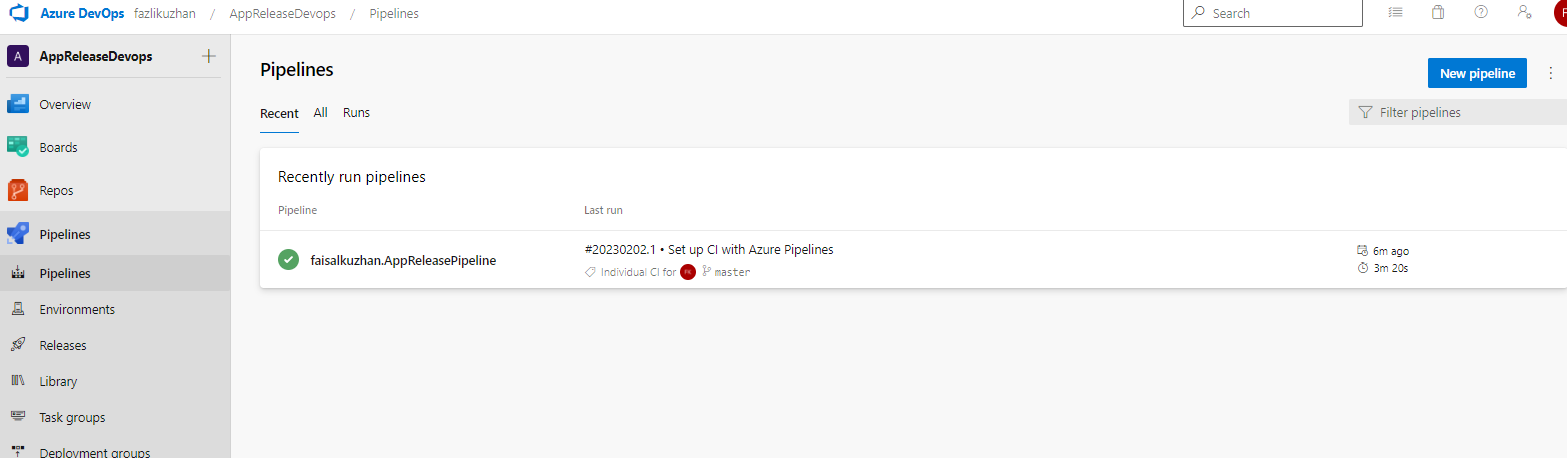 Azure DevOps fazlikuzhan / AppReleaseDevops / Pipelines
Search
A AppReleaseDevops
Overview
Boards
Repos
Pipelines
Pipelines
Environments
Releases
Library
Task groups
Deployment groups
Pipelines
New pipeline
Recent All Runs
Filter pipelines
Recently run pipelines
Pipeline Last run
faisalkuzhan.AppReleasePipeline
#20230202.1 • Set up CI with Azure Pipelines
Individual CI for FK master
6m ago
3m 20s